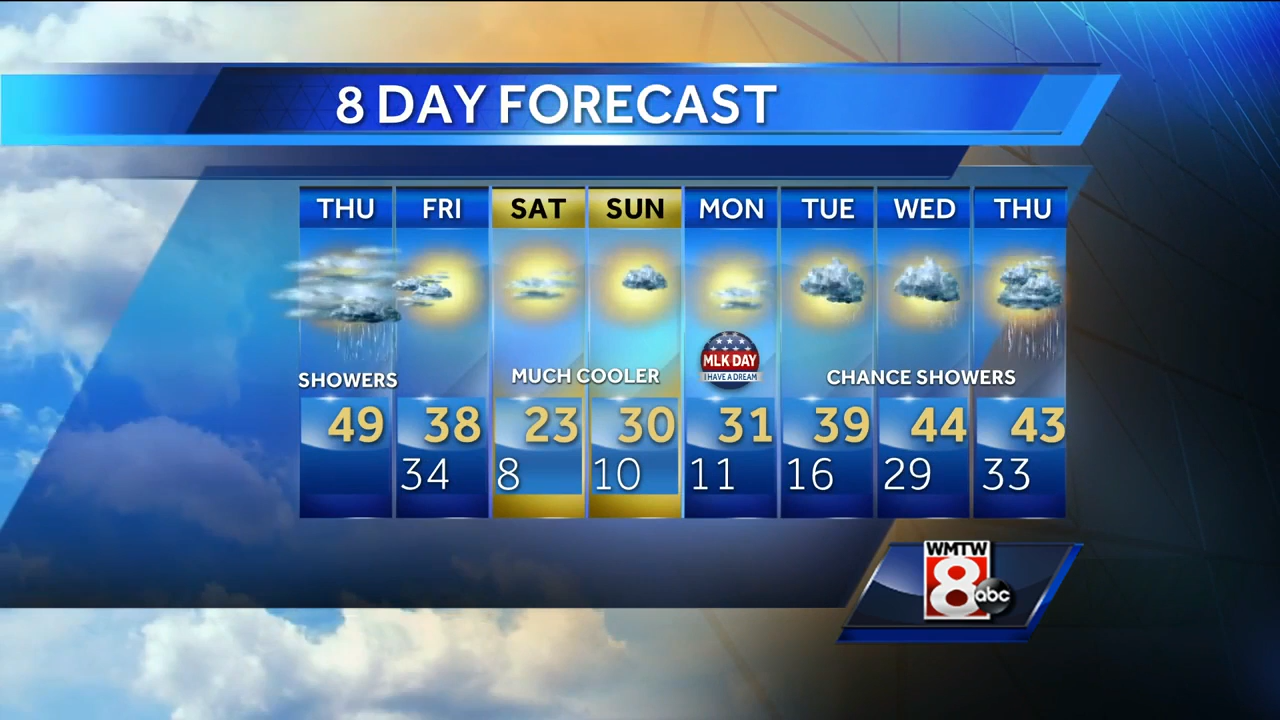 8 DAY FORECAST
THU FRI SAT SUN MON TUE WED THU
MLK DAY
I HAVE A DREAM
SHOWERS MUCH COOLER CHANCE SHOWERS
49 38 23 30 31 39 44 43
34 8 10 11 16 29 33
WMTW
8
abc